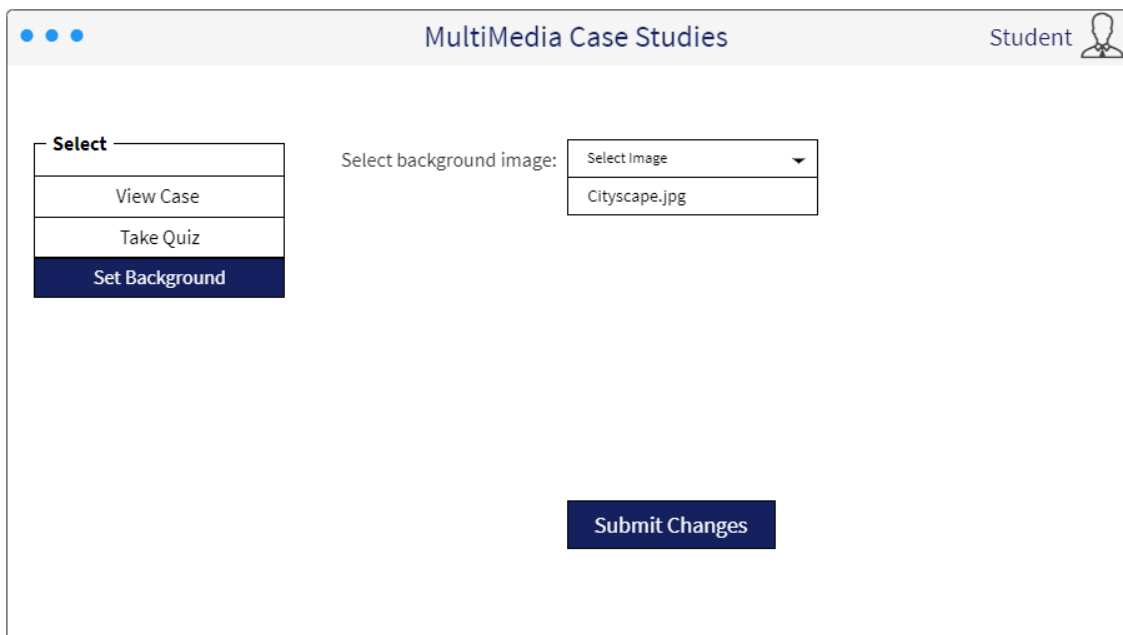 MultiMedia Case Studies
Student
Select
View Case
Take Quiz
Set Background
Select background image:
Select Image
Cityscape.jpg
Submit Changes